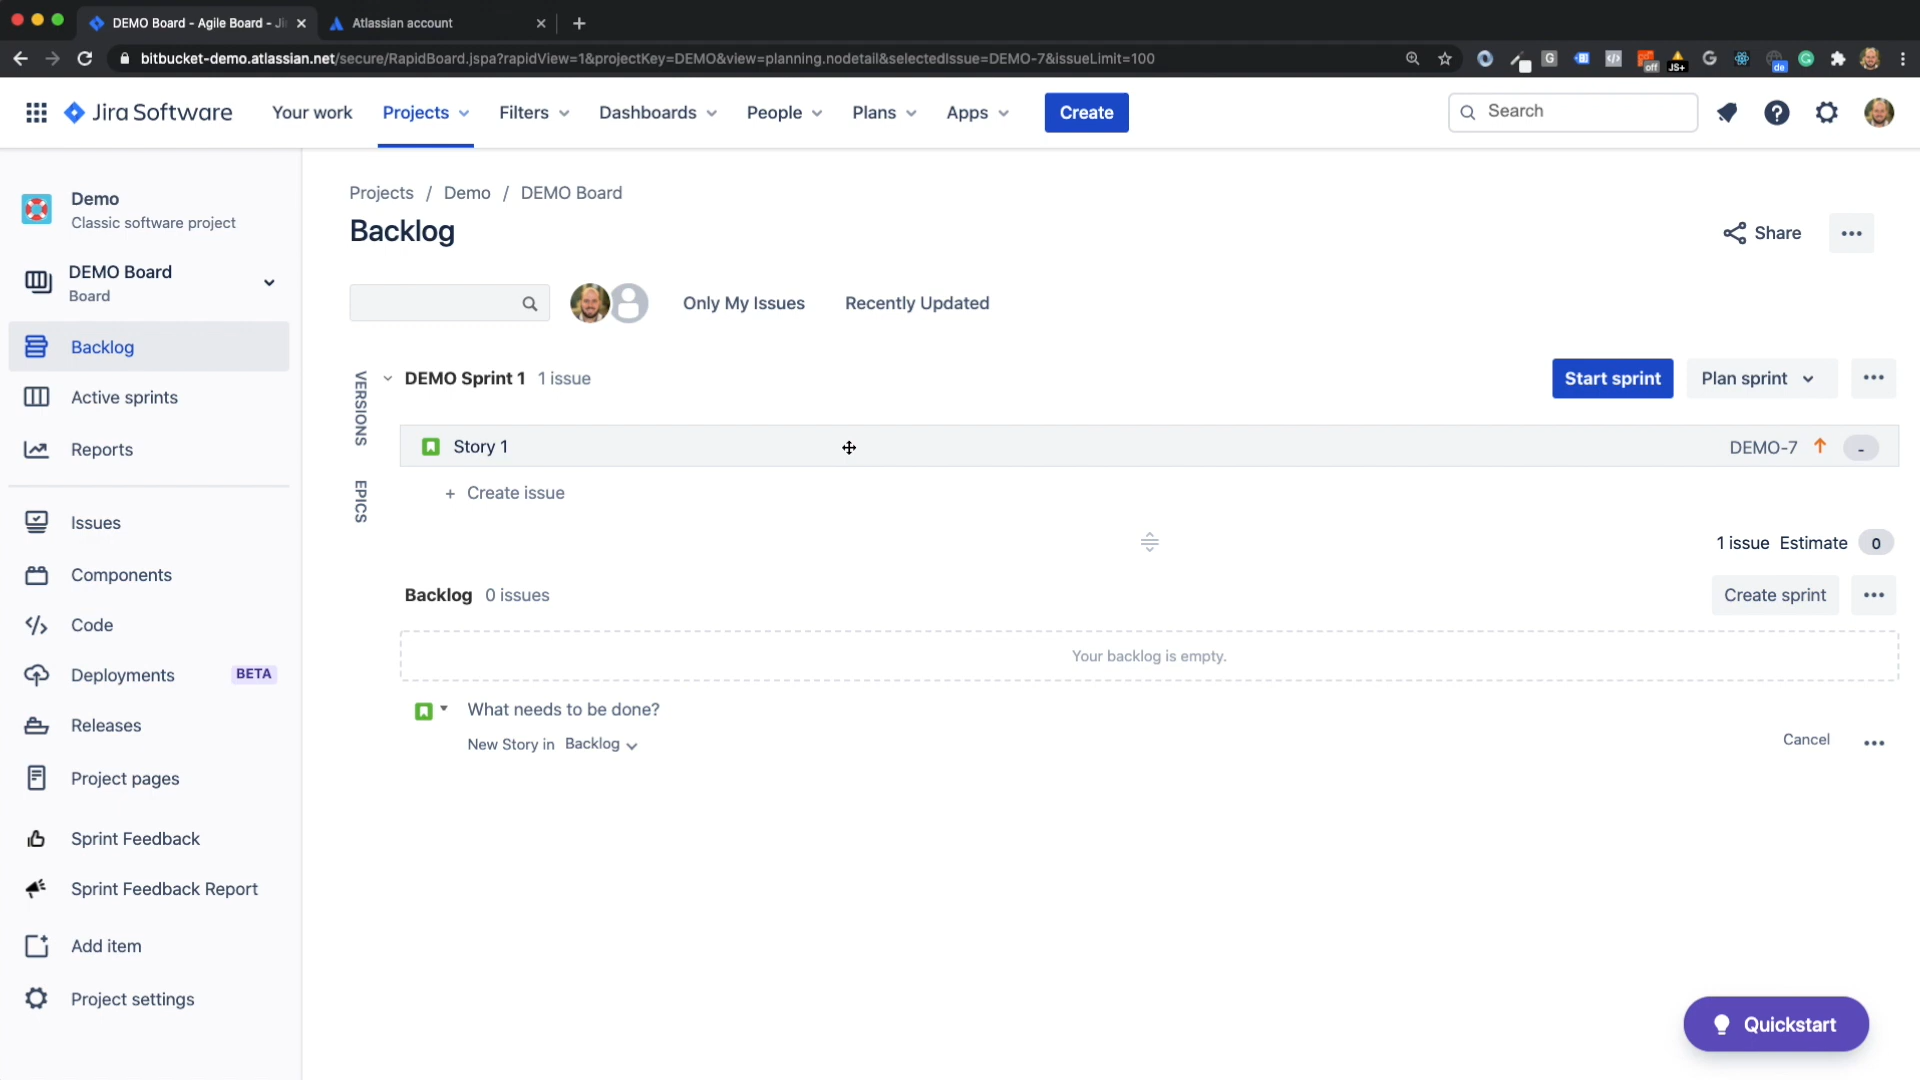 DEMO Board - Agile Board - Ji
Atlassian account
bitbucket-demo.atlassian.net/secure/RapidBoard.jspa?rapidView=1&projectKey=DEMO&view=planning.nodetail&selectedIssue=DEMO-7&issueLimit=100
off
JS+
de
Jira Software
Your work
Projects
Filters
Dashboards
People
Plans
Apps
Create
Search
Demo
Classic software project
DEMO Board
Board
Backlog
Active sprints
Reports
Issues
Components
Code
Deployments BETA
Releases
Project pages
Sprint Feedback
Sprint Feedback Report
Add item
Project settings
Projects / Demo / DEMO Board
Backlog
Share
Only My Issues
Recently Updated
VERSIONS
EPICS
DEMO Sprint 1 1 issue
Start sprint
Plan sprint
Story 1
DEMO-7
-
+ Create issue
1 issue Estimate 0
Backlog 0 issues
Create sprint
Your backlog is empty.
What needs to be done?
New Story in Backlog
Cancel
Quickstart